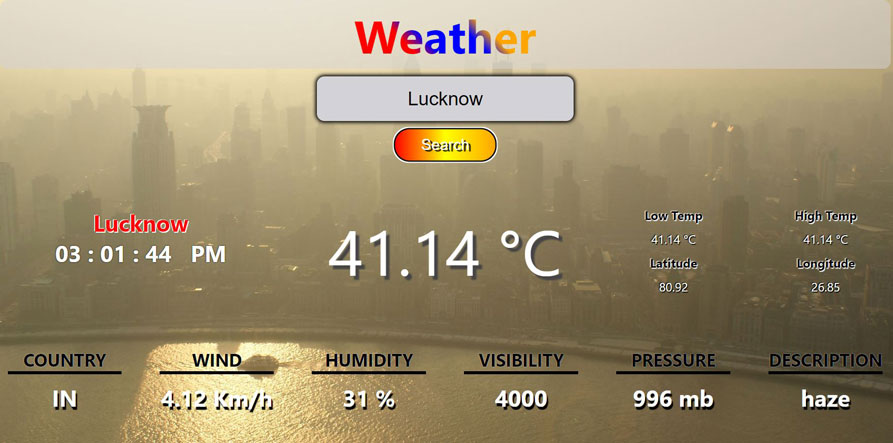 Weather
Lucknow
Search
Lucknow
03 : 01 : 44 PM
41.14 °C
Low Temp
41.14 °C
Latitude
80.92
High Temp
41.14 °C
Longitude
26.85
COUNTRY
IN
WIND
4.12 Km/h
HUMIDITY
31 %
VISIBILITY
4000
PRESSURE
996 mb
DESCRIPTION
haze